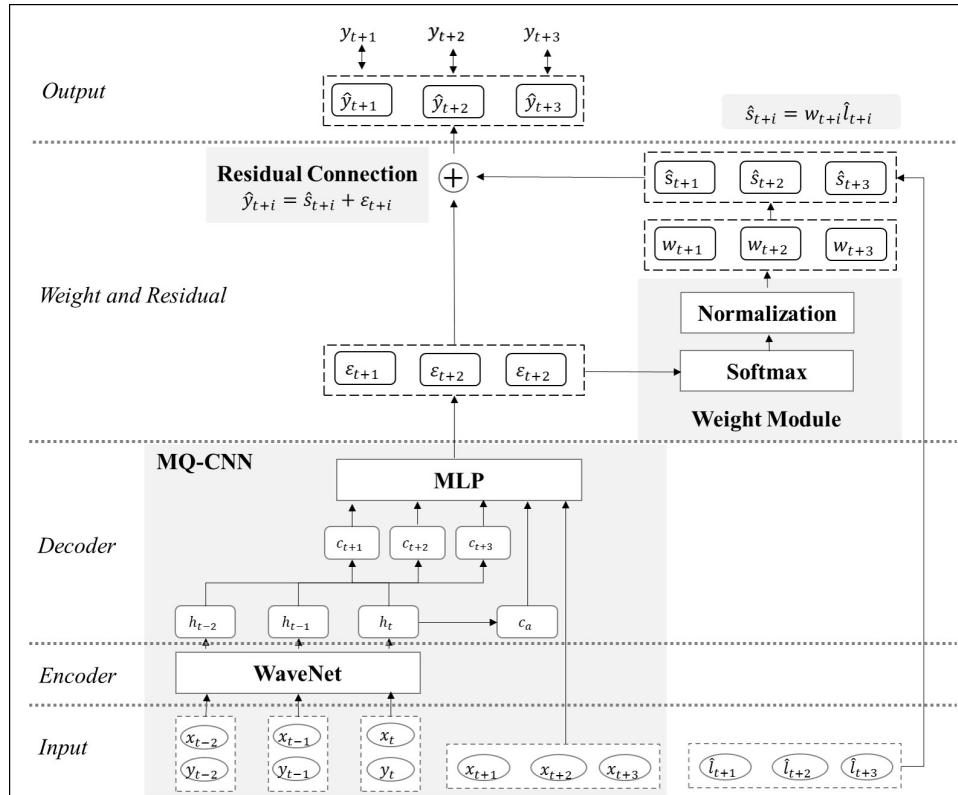 y_{t+1} y_{t+2} y_{t+3}
Output
ŷ_{t+1} ŷ_{t+2} ŷ_{t+3}
ŝ_{t+i} = w_{t+i} l̂_{t+i}
Residual Connection
ŷ_{t+i} = ŝ_{t+i} + ε_{t+i}
+
ŝ_{t+1} ŝ_{t+2} ŝ_{t+3}
w_{t+1} w_{t+2} w_{t+3}
Weight and Residual
Normalization
ε_{t+1} ε_{t+2} ε_{t+2}
Softmax
Weight Module
MQ-CNN
MLP
Decoder
c_{t+1} c_{t+2} c_{t+3}
h_{t−2} h_{t−1} h_t c_a
Encoder
WaveNet
Input
x_{t−2} x_{t−1} x_t
y_{t−2} y_{t−1} y_t
x_{t+1} x_{t+2} x_{t+3}
l̂_{t+1} l̂_{t+2} l̂_{t+3}